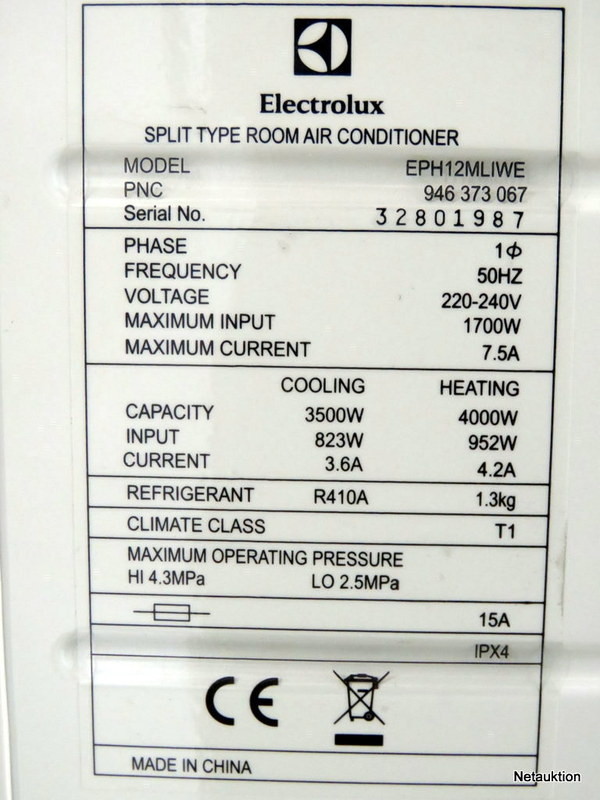 Electrolux
SPLIT TYPE ROOM AIR CONDITIONER
MODEL EPH12MLIWE
PNC 946 373 067
Serial No. 32801987
PHASE 1ϕ
FREQUENCY 50HZ
VOLTAGE 220-240V
MAXIMUM INPUT 1700W
MAXIMUM CURRENT 7.5A
COOLING HEATING
CAPACITY 3500W 4000W
INPUT 823W 952W
CURRENT 3.6A 4.2A
REFRIGERANT R410A 1.3kg
CLIMATE CLASS T1
MAXIMUM OPERATING PRESSURE
HI 4.3MPa LO 2.5MPa
15A
IPX4
CE
MADE IN CHINA
Netauktion